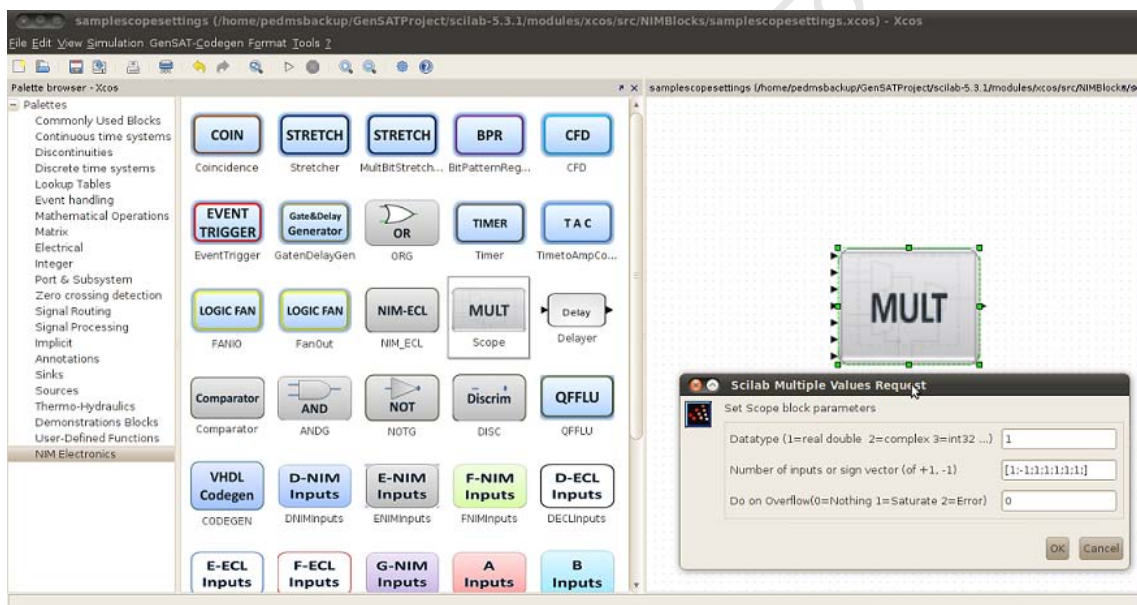 samplescopesettings (/home/pedmsbackup/GenSATProject/scilab-5.3.1/modules/xcos/src/NIMBlocks/samplescopesettings.xcos) - Xcos
File Edit View Simulation GenSAT-Codegen Format Tools ?
Palette browser - Xcos
samplescopesettings (/home/pedmsbackup/GenSATProject/scilab-5.3.1/modules/xcos/src/NIMBlocks/s
Palettes
Commonly Used Blocks
Continuous time systems
Discontinuities
Discrete time systems
Lookup Tables
Event handling
Mathematical Operations
Matrix
Electrical
Integer
Port & Subsystem
Zero crossing detection
Signal Routing
Signal Processing
Implicit
Annotations
Sinks
Sources
Thermo-Hydraulics
Demonstrations Blocks
User-Defined Functions
NIM Electronics
COIN STRETCH STRETCH BPR CFD
Coincidence Stretcher MultBitStretch... BitPatternReg... CFD
EVENT TRIGGER Gate&Delay Generator OR TIMER TAC
EventTrigger GatenDelayGen ORG Timer TimetoAmpCo...
LOGIC FAN LOGIC FAN NIM-ECL MULT Delay
FANIO FanOut NIM_ECL Scope Delayer
Comparator AND NOT Discrim QFFLU
Comparator ANDG NOTG DISC QFFLU
VHDL Codegen D-NIM Inputs E-NIM Inputs F-NIM Inputs D-ECL Inputs
CODEGEN DNIMinputs ENIMinputs FNIMinputs DECLinputs
E-ECL Inputs F-ECL Inputs G-NIM Inputs A Inputs B Inputs
MULT
Scilab Multiple Values Request
Set Scope block parameters
Datatype (1=real double 2=complex 3=int32 ...) 1
Number of inputs or sign vector (of +1, -1) [1;-1;1;1;1;1;1;]
Do on Overflow(0=Nothing 1=Saturate 2=Error) 0
OK Cancel